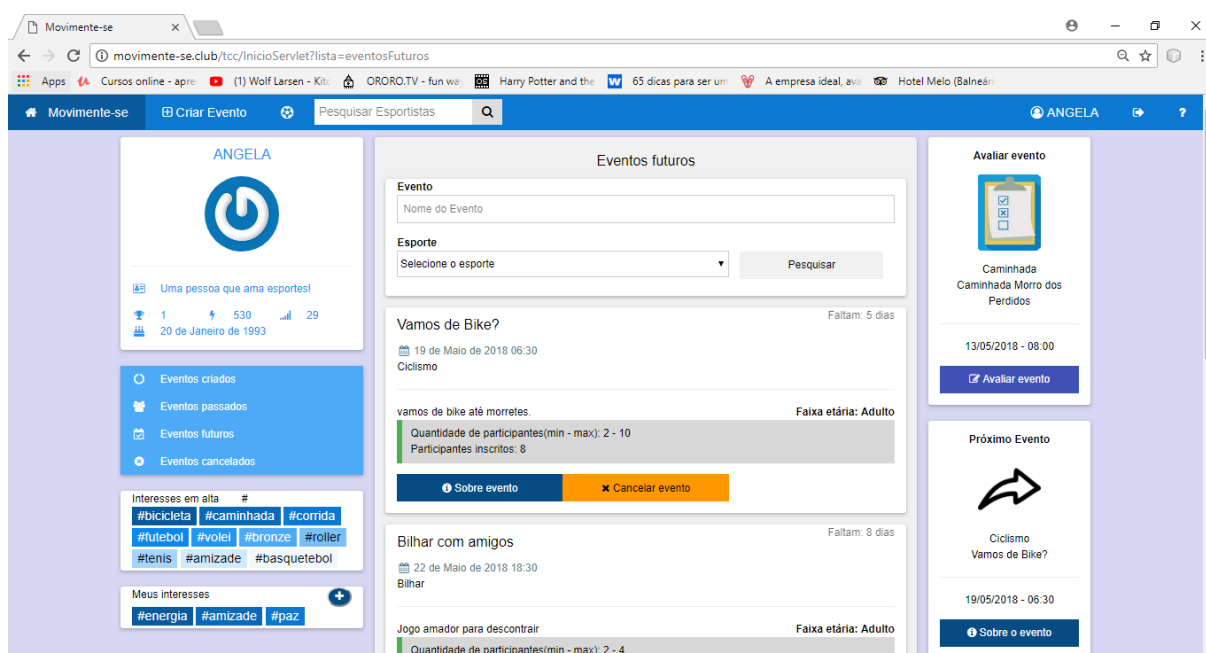 Movimente-se
movimente-se.club/tcc/InicioServlet?lista=eventosFuturos
Apps Cursos online - apre (1) Wolf Larsen - Kitc ORORO.TV - fun way Harry Potter and the 65 dicas para ser um A empresa ideal, ava Hotel Melo (Balneári
Movimente-se Criar Evento Pesquisar Esportistas ANGELA ?
ANGELA
Uma pessoa que ama esportes!
1 530 29
20 de Janeiro de 1993
Eventos criados
Eventos passados
Eventos futuros
Eventos cancelados
Interesses em alta #
#bicicleta #caminhada #corrida
#futebol #volei #bronze #roller
#tenis #amizade #basquetebol
Meus interesses
#energia #amizade #paz
Eventos futuros
Evento
Nome do Evento
Esporte
Selecione o esporte Pesquisar
Faltam: 5 dias
Vamos de Bike?
19 de Maio de 2018 06:30
Ciclismo
vamos de bike até morretes. Faixa etária: Adulto
Quantidade de participantes(min - max): 2 - 10
Participantes inscritos: 8
Sobre evento Cancelar evento
Faltam: 8 dias
Bilhar com amigos
22 de Maio de 2018 18:30
Bilhar
Jogo amador para descontrair Faixa etária: Adulto
Quantidade de participantes(min - max): 2 - 4
Avaliar evento
Caminhada
Caminhada Morro dos
Perdidos
13/05/2018 - 08:00
Avaliar evento
Próximo Evento
Ciclismo
Vamos de Bike?
19/05/2018 - 06:30
Sobre o evento